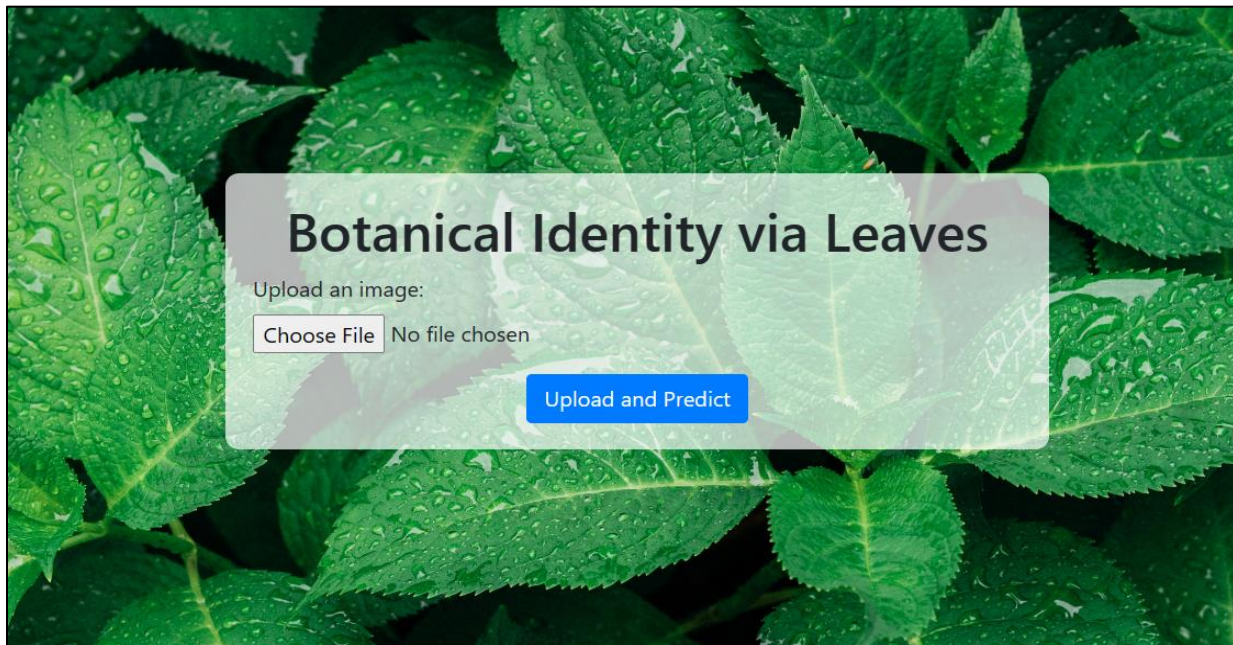 Botanical Identity via Leaves
Upload an image:
Choose File No file chosen
Upload and Predict